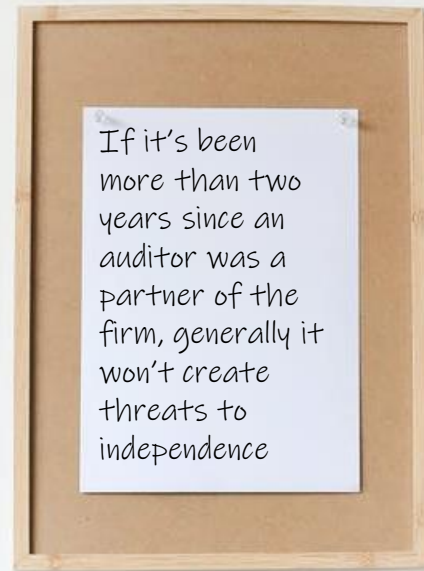 If it's been
more than two
years since an
auditor was a
partner of the
firm, generally it
won't create
threats to
independence